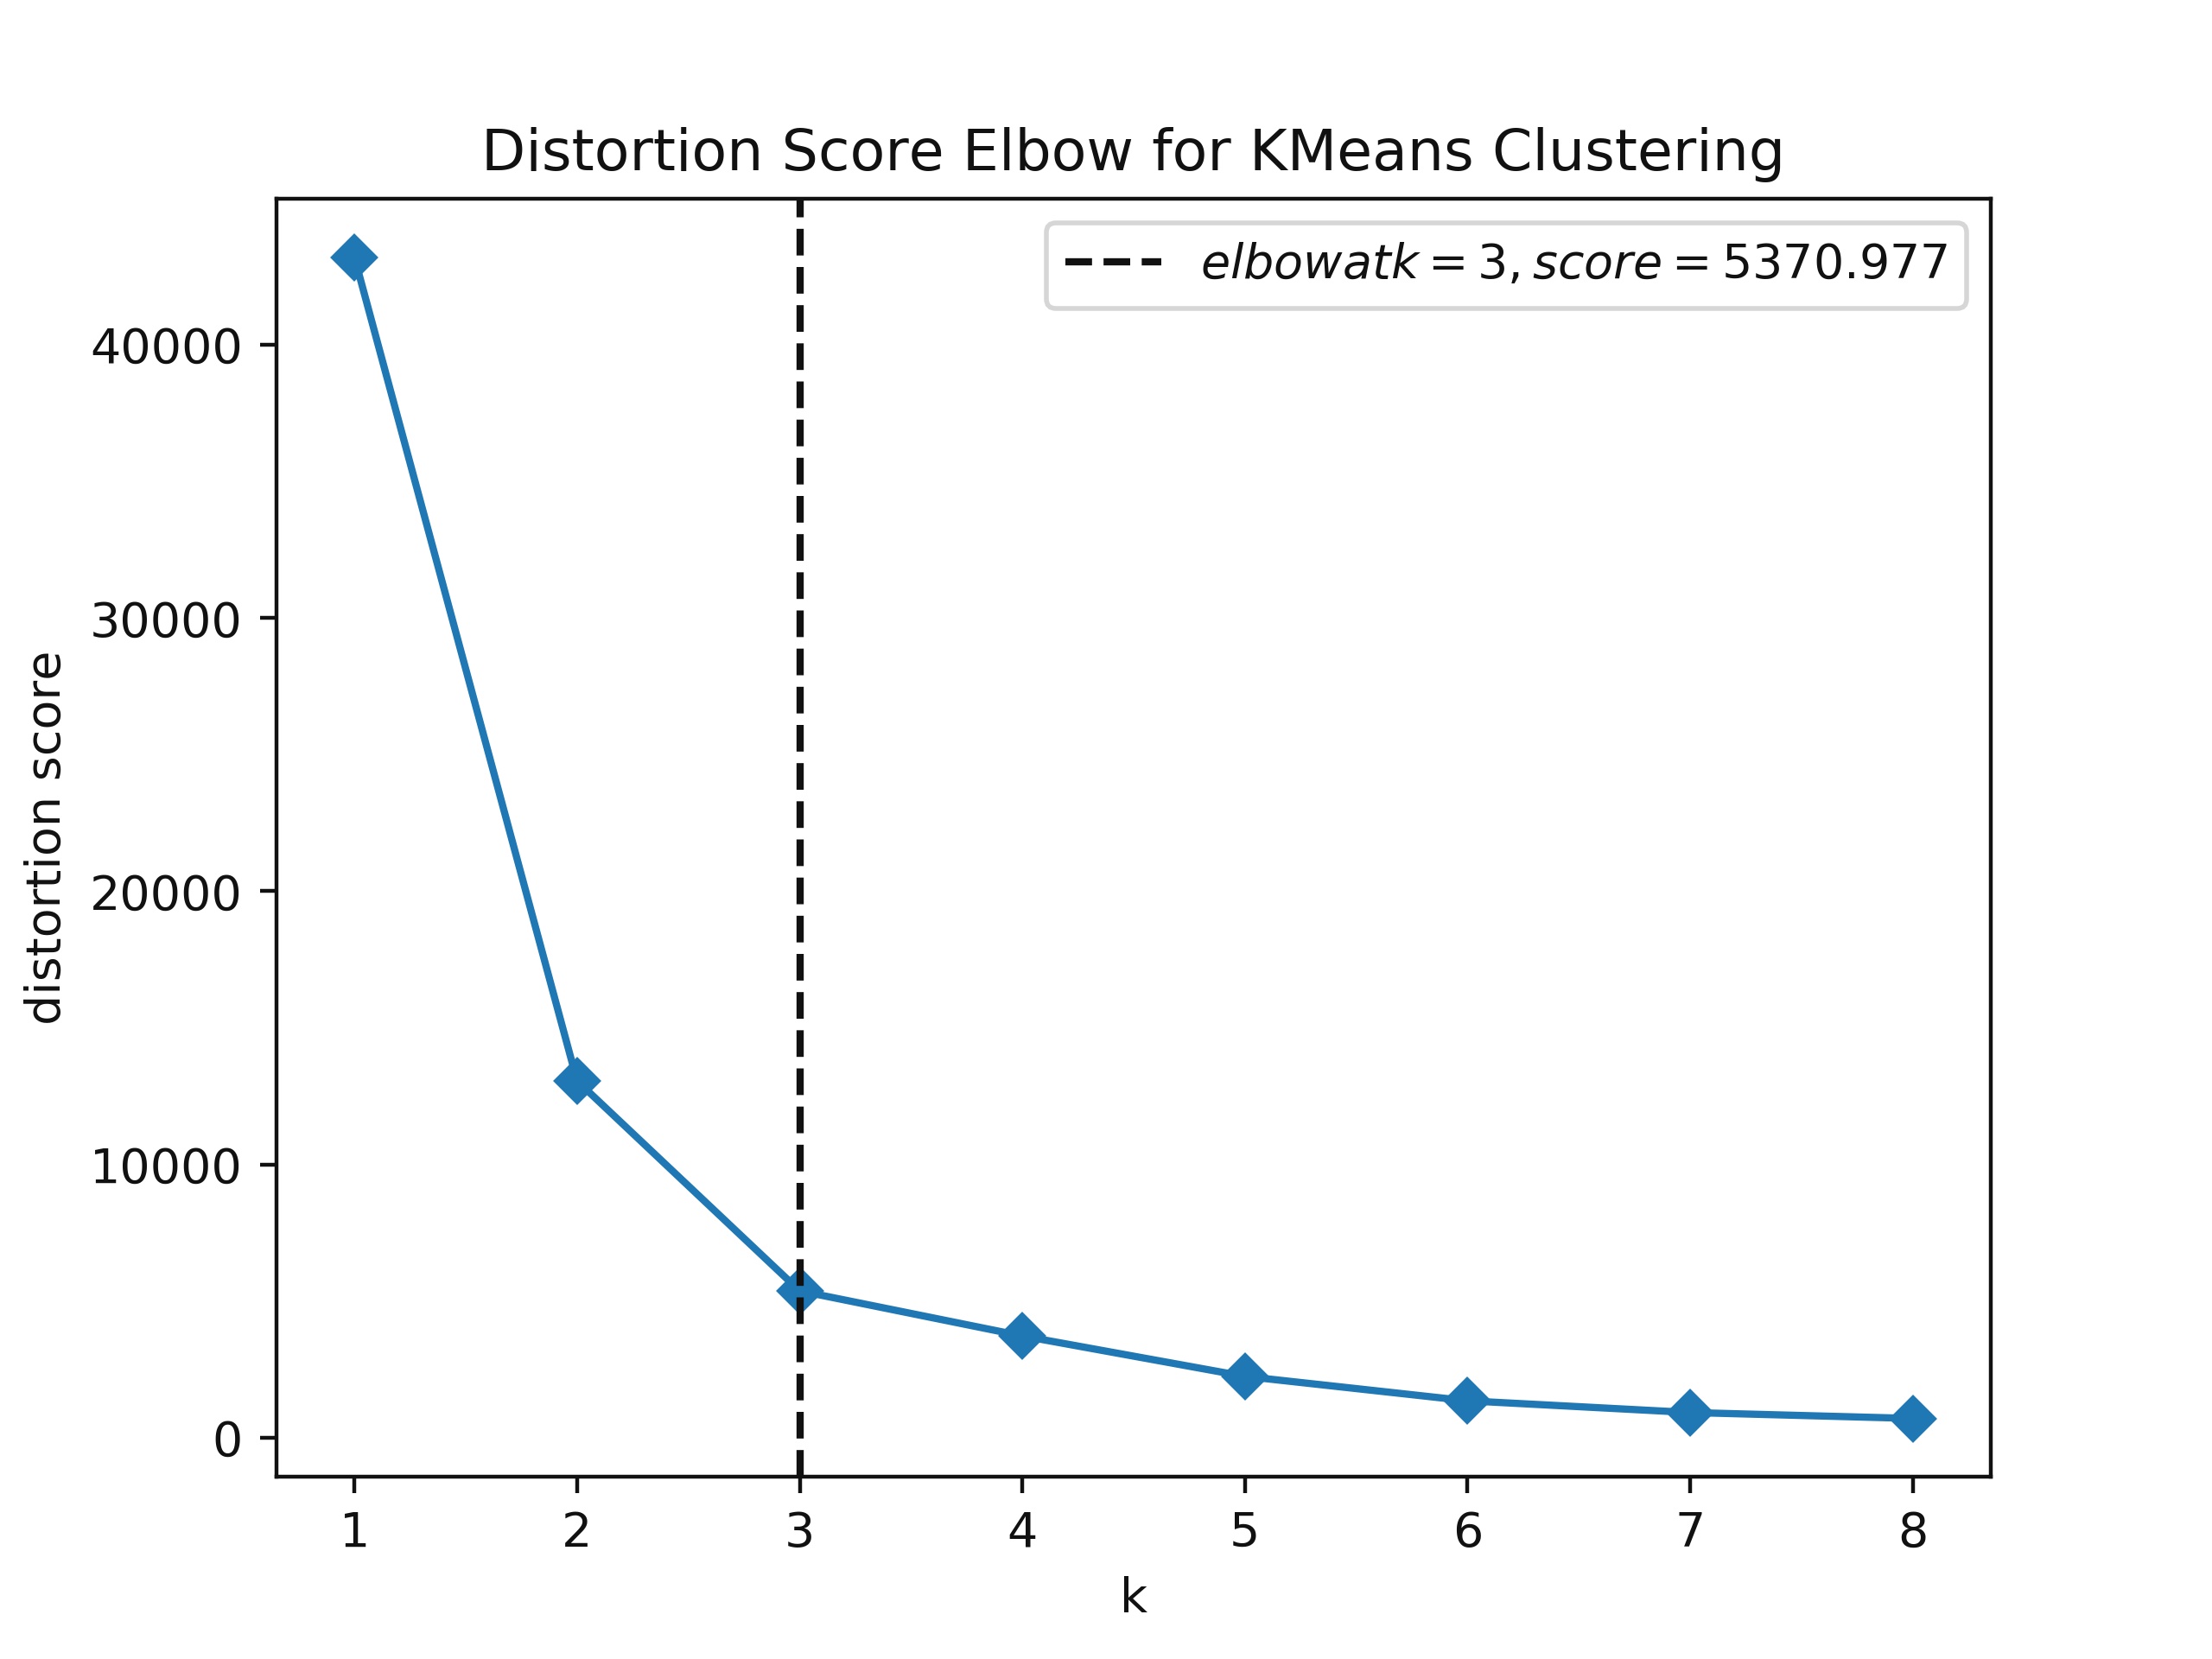 Distortion Score Elbow for KMeans Clustering
elbowatk = 3, score = 5370.977
distortion score
40000
30000
20000
10000
0
1 2 3 4 5 6 7 8
k